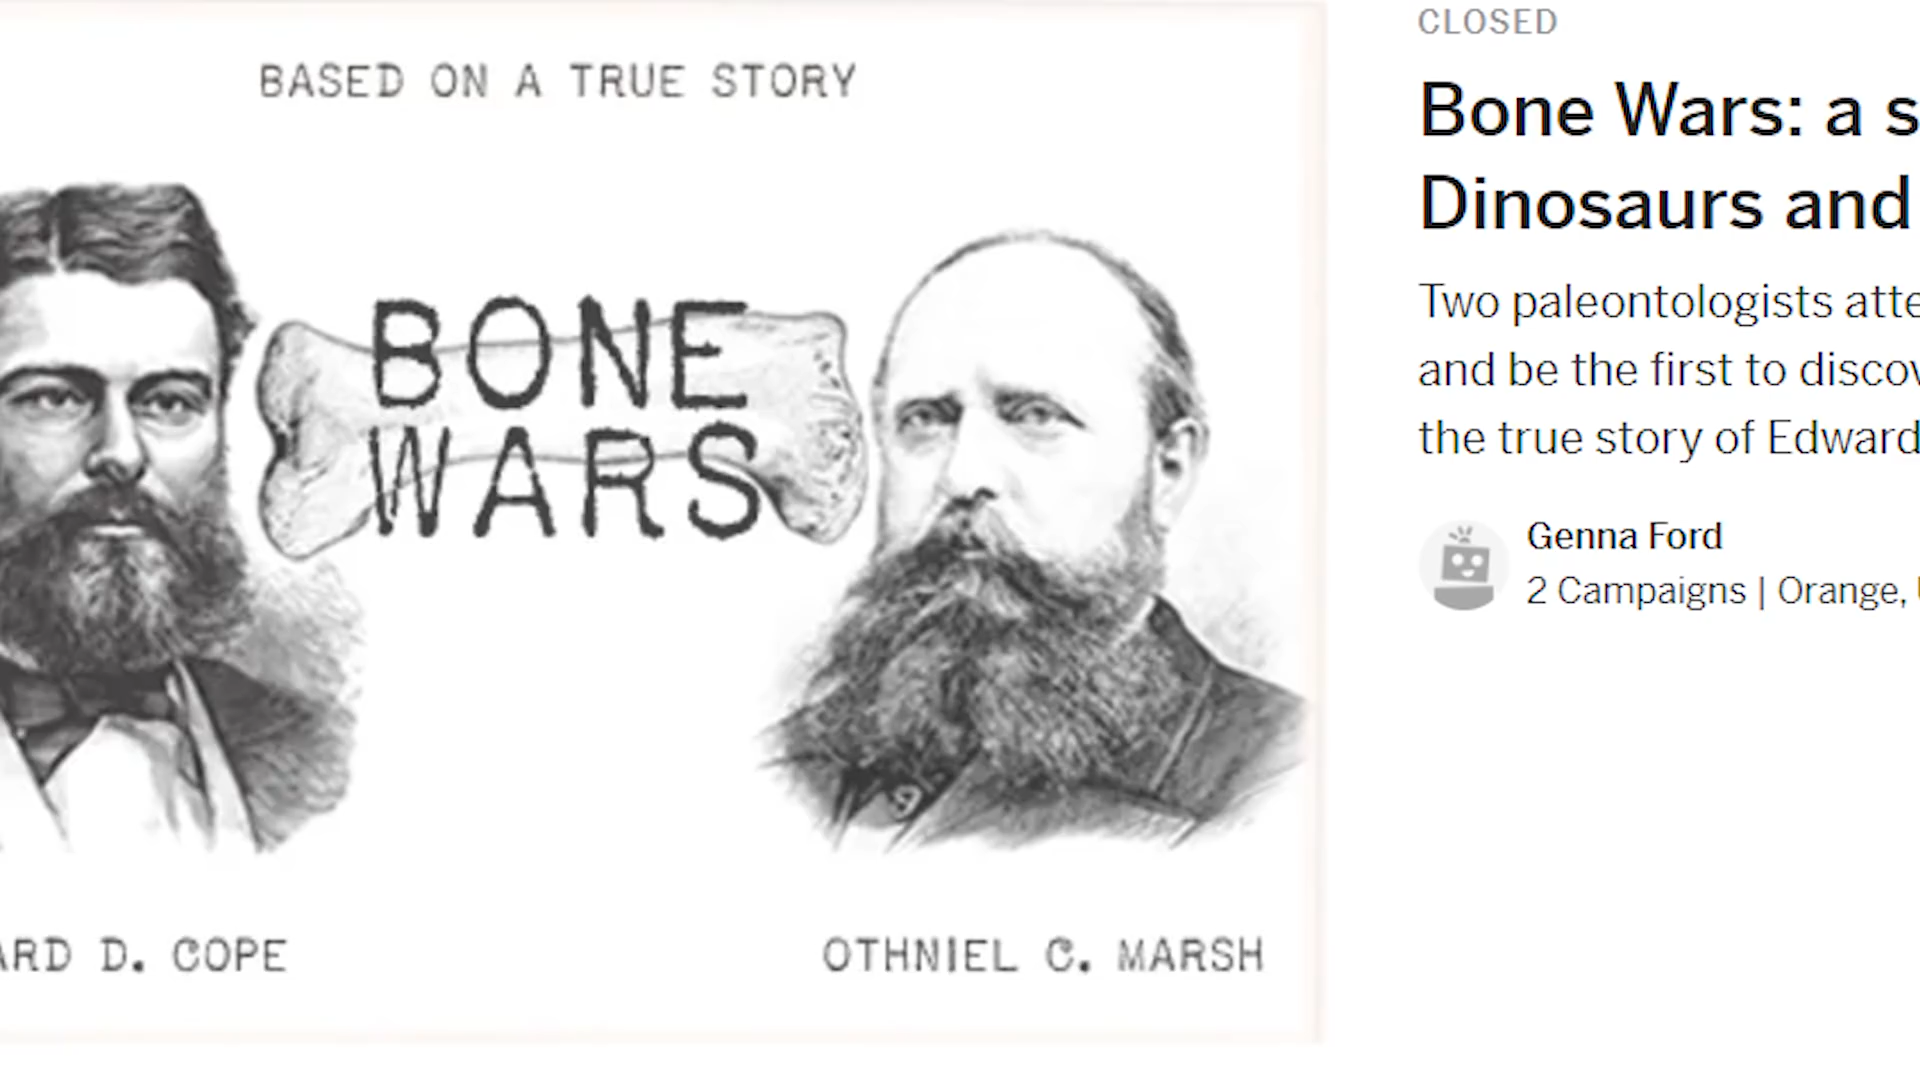 BASED ON A TRUE STORY
BONE
WARS
ARD D. COPE
OTHNIEL C. MARSH
CLOSED
Bone Wars: a s
Dinosaurs and
Two paleontologists atte
and be the first to discov
the true story of Edward
Genna Ford
2 Campaigns | Orange,